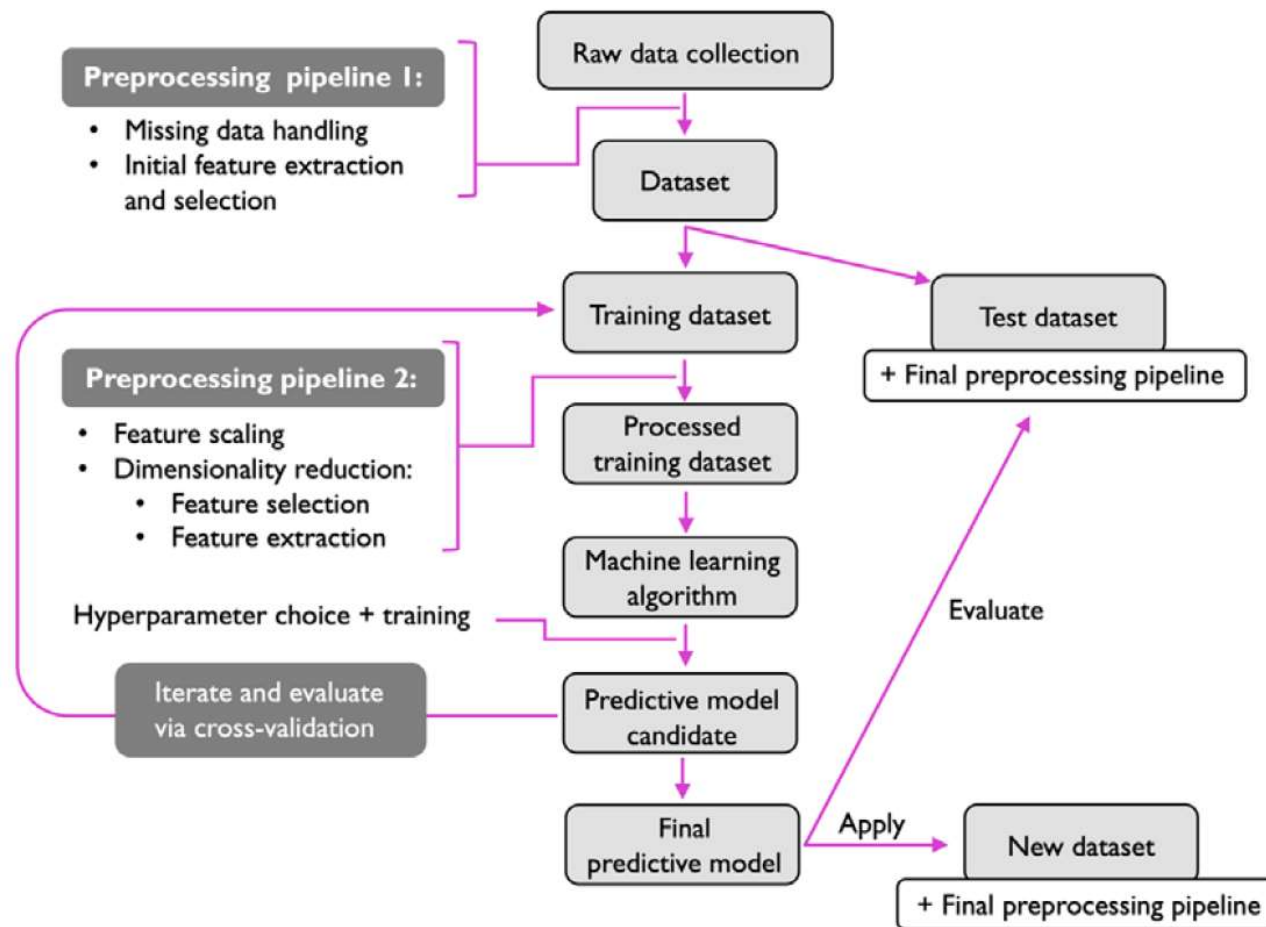 Raw data collection
Preprocessing pipeline 1:
• Missing data handling
• Initial feature extraction
and selection
Dataset
Training dataset
Test dataset
+ Final preprocessing pipeline
Preprocessing pipeline 2:
• Feature scaling
• Dimensionality reduction:
• Feature selection
• Feature extraction
Processed
training dataset
Machine learning
algorithm
Hyperparameter choice + training
Evaluate
Iterate and evaluate
via cross-validation
Predictive model
candidate
Final
predictive model
Apply
New dataset
+ Final preprocessing pipeline